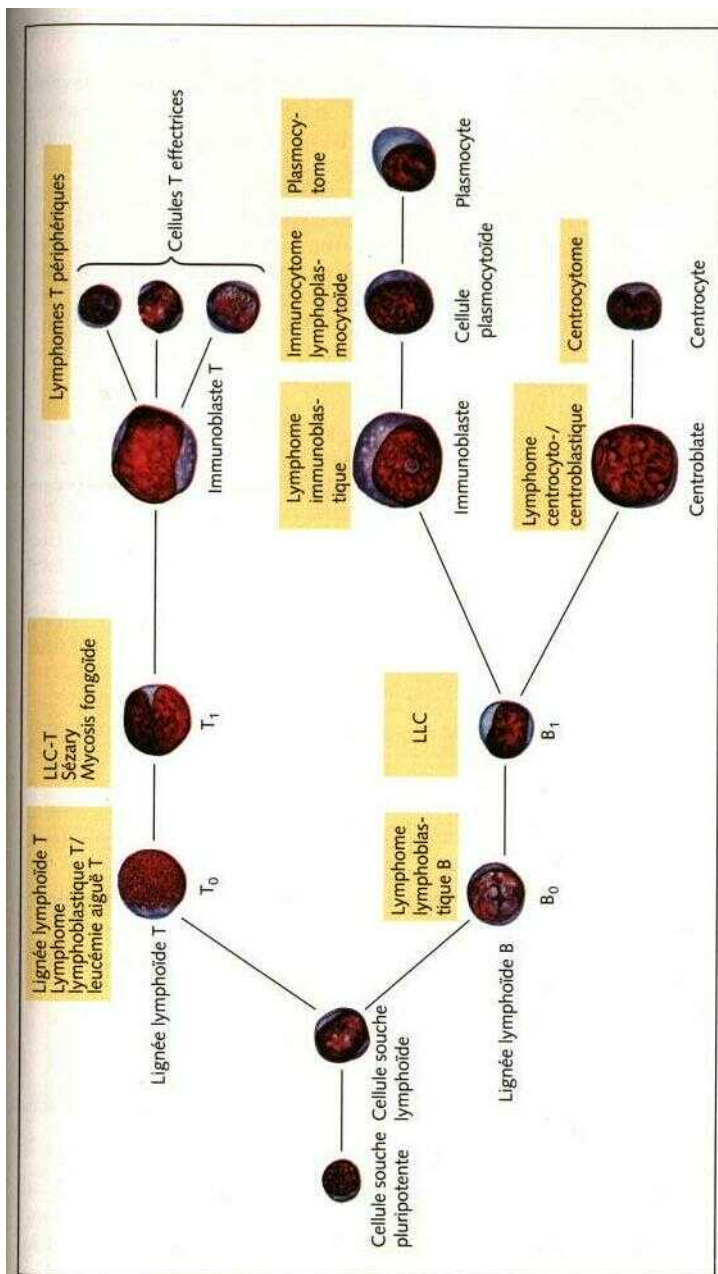 Lignée lymphoïde T
Lymphome
lymphoblastique T/
leucémie aiguë T
LLC-T
Sézary
Mycosis fongoïde
Lymphomes T périphériques
Cellules T effectrices
T0
T1
Immunoblaste T
Lignée lymphoïde T
Cellule souche
pluripotente
Cellule souche
lymphoïde
Lignée lymphoïde B
Lymphome
lymphoblas-
tique B
LLC
Lymphome
immunoblas-
tique
Immunocytome
lymphoplas-
mocytoïde
Plasmocy-
tome
B0
B1
Immunoblaste
Cellule
plasmocytoïde
Plasmocyte
Lymphome
centrocyto-/
centroblastique
Centrocytome
Centroblate
Centrocyte